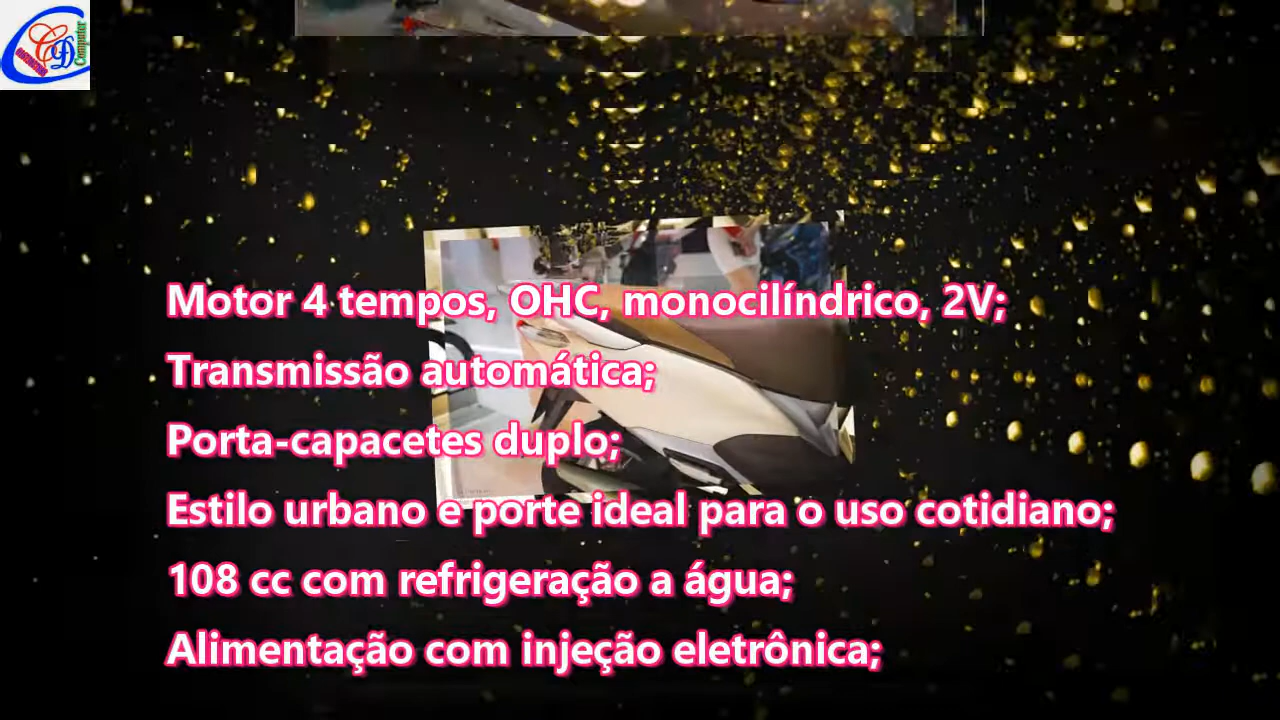 Computer
Motor 4 tempos, OHC, monocilíndrico, 2V;
Transmissão automática;
Porta-capacetes duplo;
Estilo urbano e porte ideal para o uso cotidiano;
108 cc com refrigeração a água;
Alimentação com injeção eletrônica;